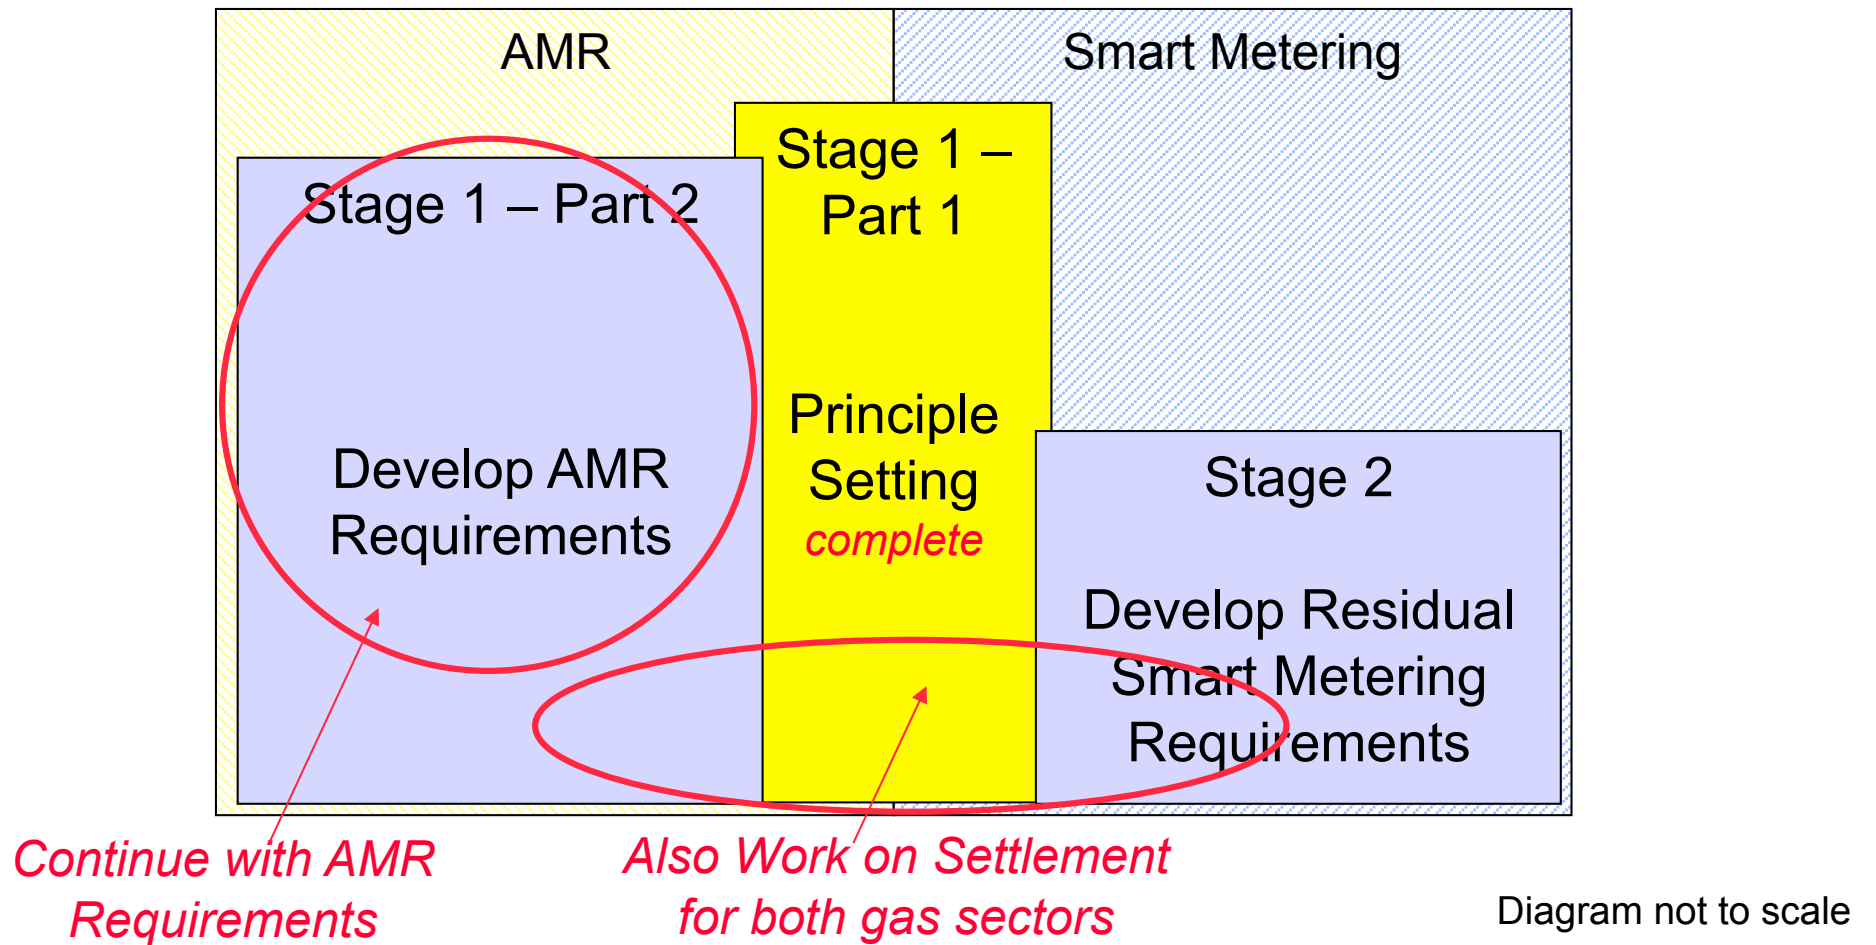 AMR
Smart Metering
Stage 1 – Part 2
Develop AMR
Requirements
Stage 1 –
Part 1
Principle
Setting
complete
Stage 2
Develop Residual
Smart Metering
Requirements
Continue with AMR
Requirements
Also Work on Settlement
for both gas sectors
Diagram not to scale